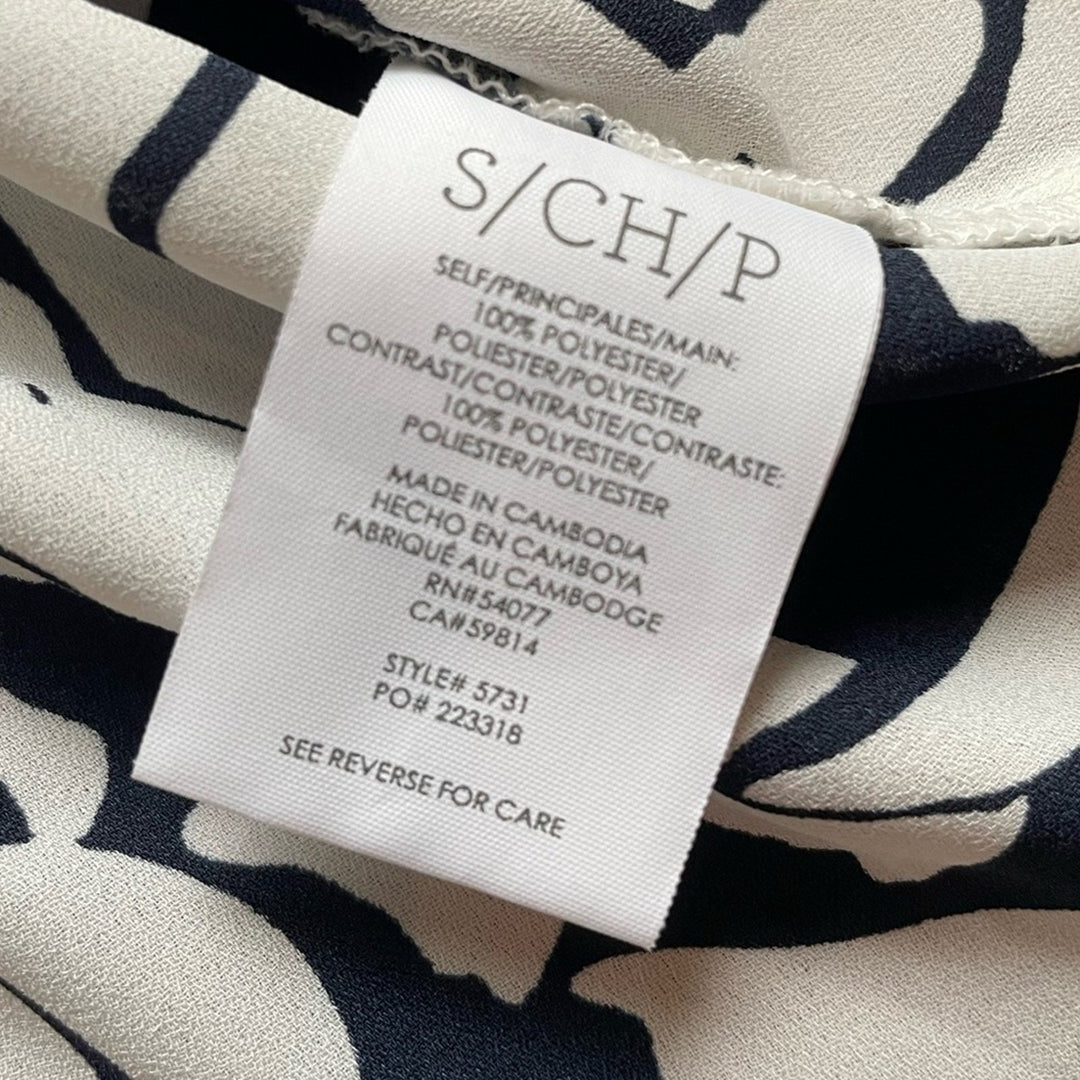 S/CH/P
SELF/PRINCIPALES/MAIN:
100% POLYESTER/
POLIESTER/POLYESTER
CONTRAST/CONTRASTE/CONTRASTE:
100% POLYESTER/
POLIESTER/POLYESTER
MADE IN CAMBODIA
HECHO EN CAMBOYA
FABRIQUÉ AU CAMBODGE
RN#54077
CA#59814
STYLE# 5731
PO# 223318
SEE REVERSE FOR CARE